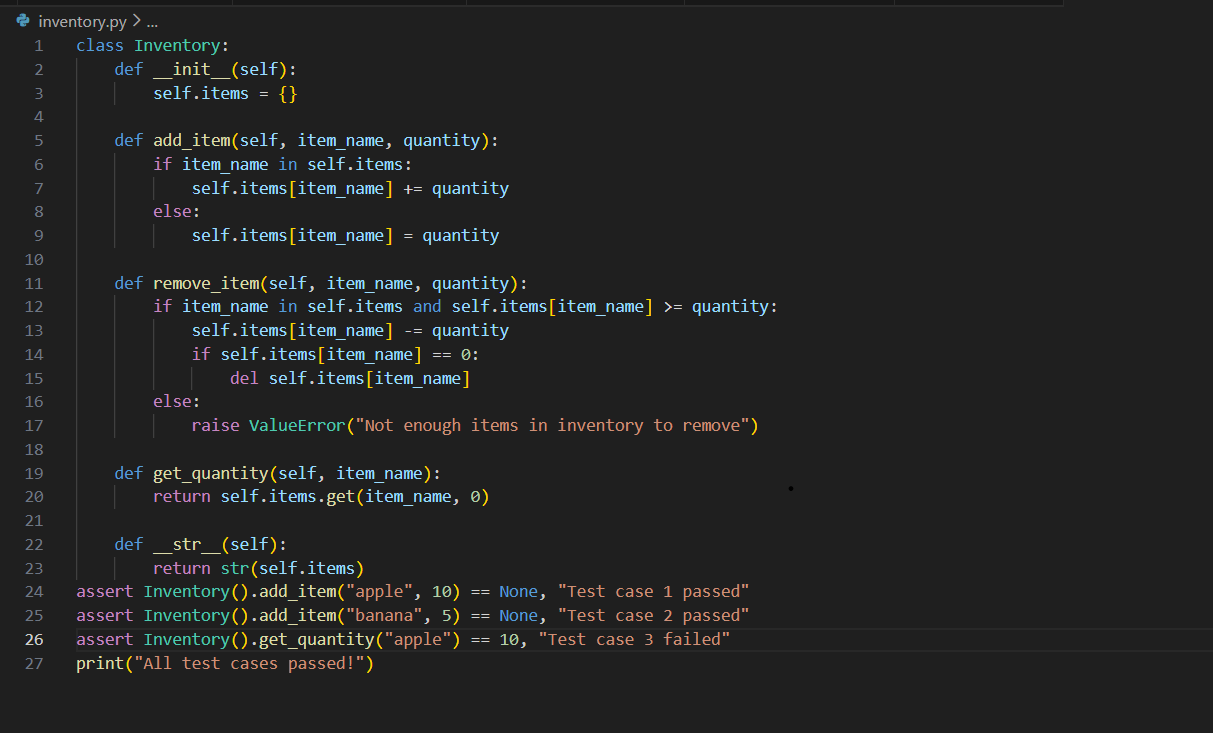 inventory.py > ...
1 class Inventory:
2     def __init__(self):
3         self.items = {}
4
5     def add_item(self, item_name, quantity):
6         if item_name in self.items:
7             self.items[item_name] += quantity
8         else:
9             self.items[item_name] = quantity
10
11     def remove_item(self, item_name, quantity):
12         if item_name in self.items and self.items[item_name] >= quantity:
13             self.items[item_name] -= quantity
14             if self.items[item_name] == 0:
15                 del self.items[item_name]
16         else:
17             raise ValueError("Not enough items in inventory to remove")
18
19     def get_quantity(self, item_name):
20         return self.items.get(item_name, 0)
21
22     def __str__(self):
23         return str(self.items)
24 assert Inventory().add_item("apple", 10) == None, "Test case 1 passed"
25 assert Inventory().add_item("banana", 5) == None, "Test case 2 passed"
26 assert Inventory().get_quantity("apple") == 10, "Test case 3 failed"
27 print("All test cases passed!")